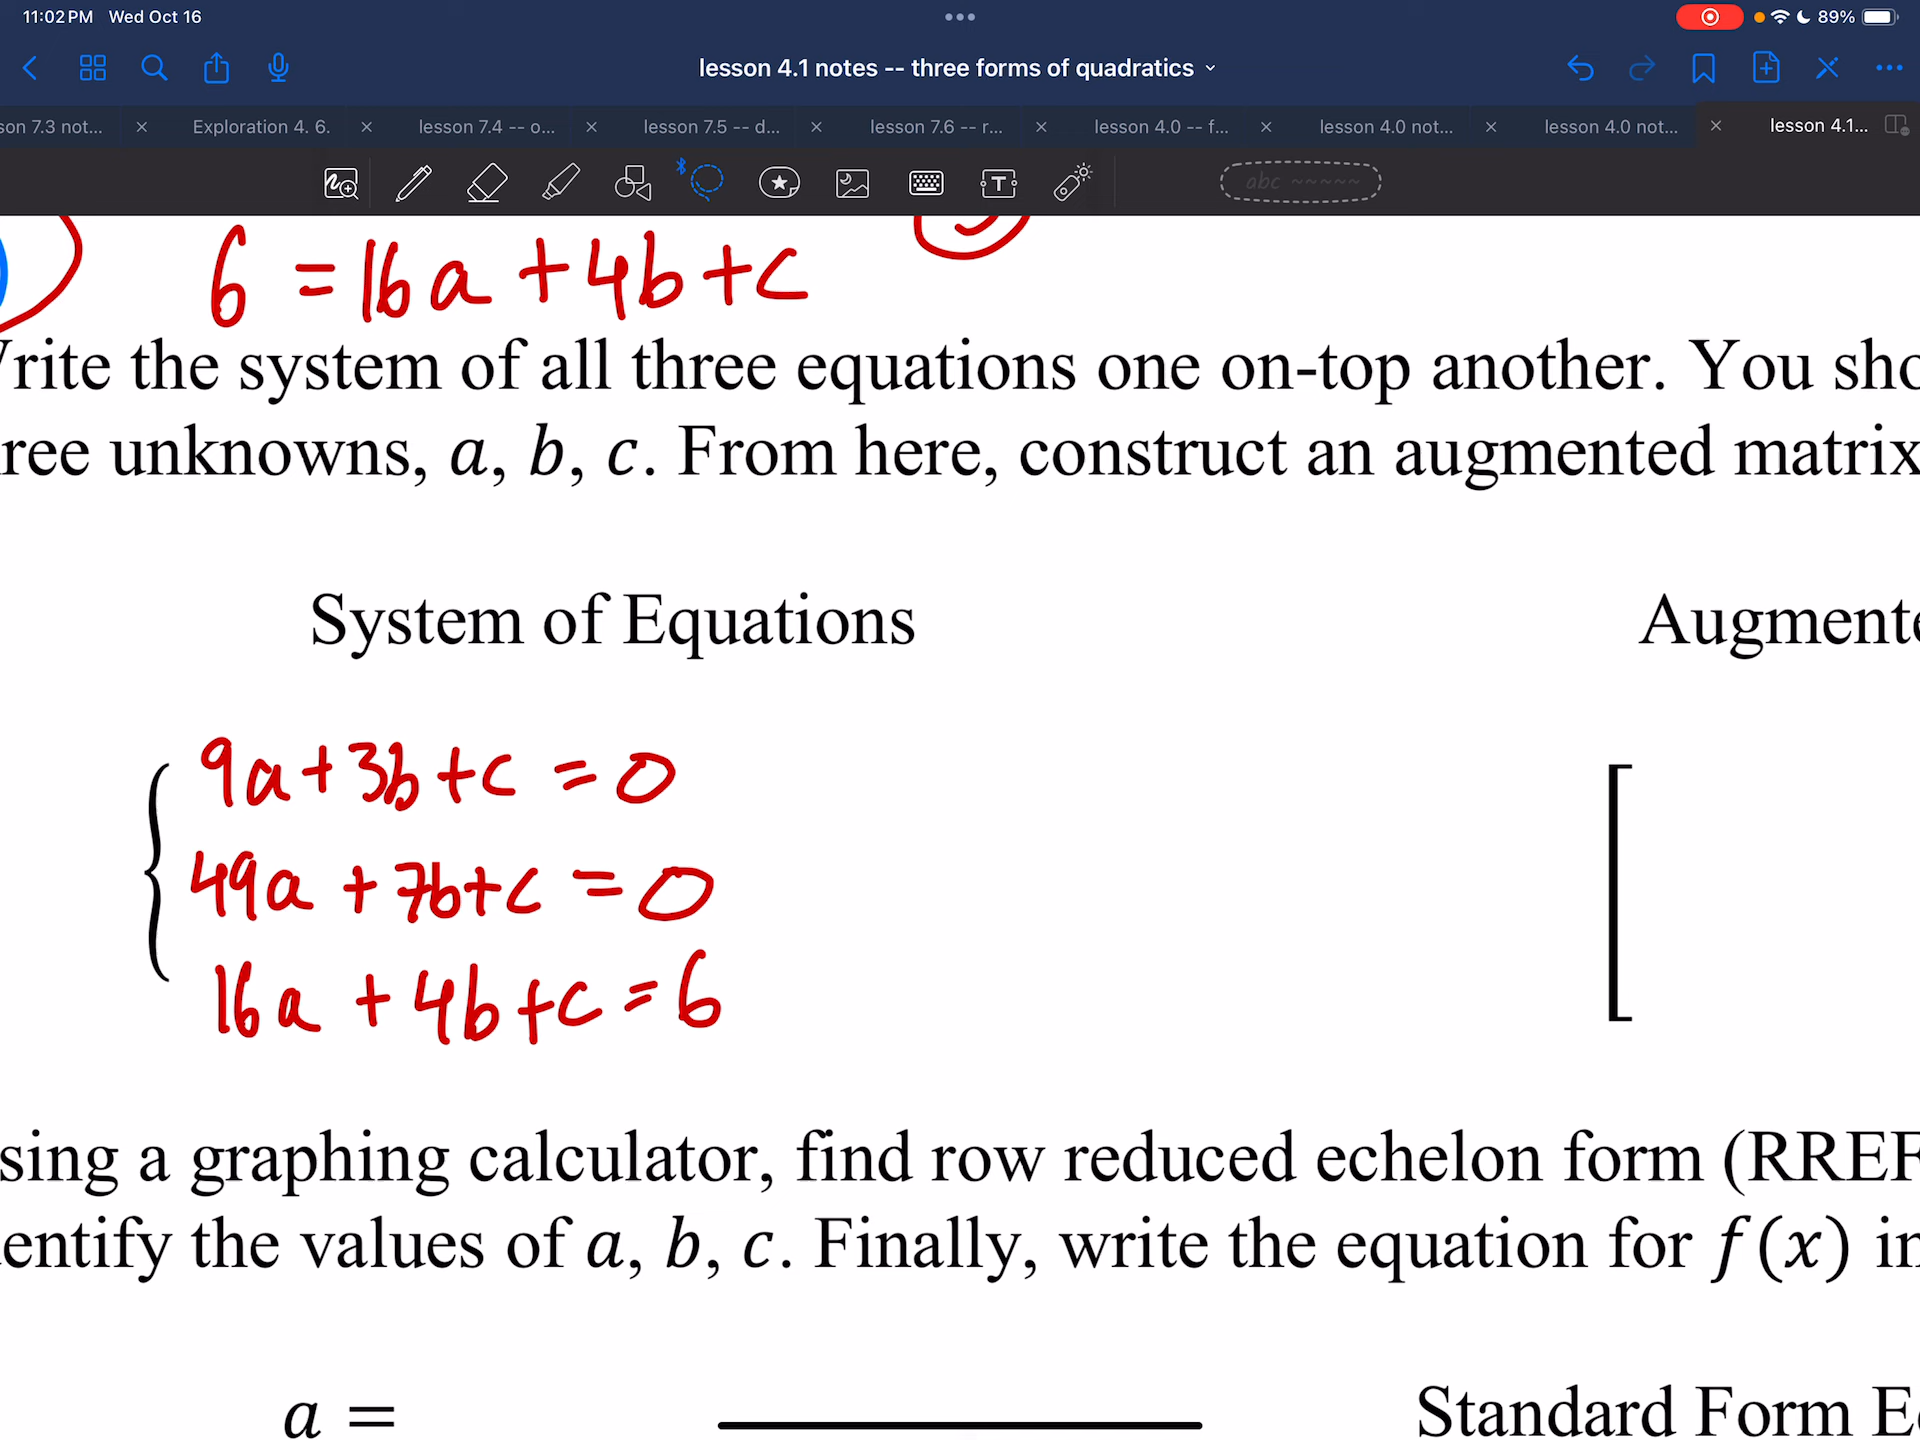 11:02 PM Wed Oct 16
89%
lesson 4.1 notes -- three forms of quadratics
son 7.3 not... Exploration 4. 6. lesson 7.4 -- o... lesson 7.5 -- d... lesson 7.6 -- r... lesson 4.0 -- f... lesson 4.0 not... lesson 4.0 not... lesson 4.1...
T abc
6 = 16a + 4b + c
rite the system of all three equations one on-top another. You sho
ree unknowns, a, b, c. From here, construct an augmented matrix
System of Equations Augmente
9a + 3b + c = 0
49a + 7b + c = 0
16a + 4b + c = 6
sing a graphing calculator, find row reduced echelon form (RREF
entify the values of a, b, c. Finally, write the equation for f(x) in
a = Standard Form E